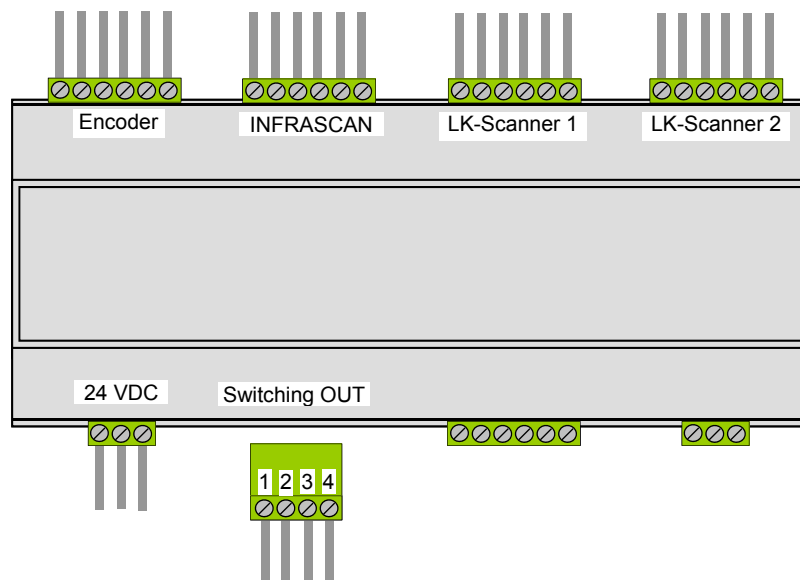 Encoder
INFRASCAN
LK-Scanner 1
LK-Scanner 2
24 VDC
Switching OUT
1 2 3 4